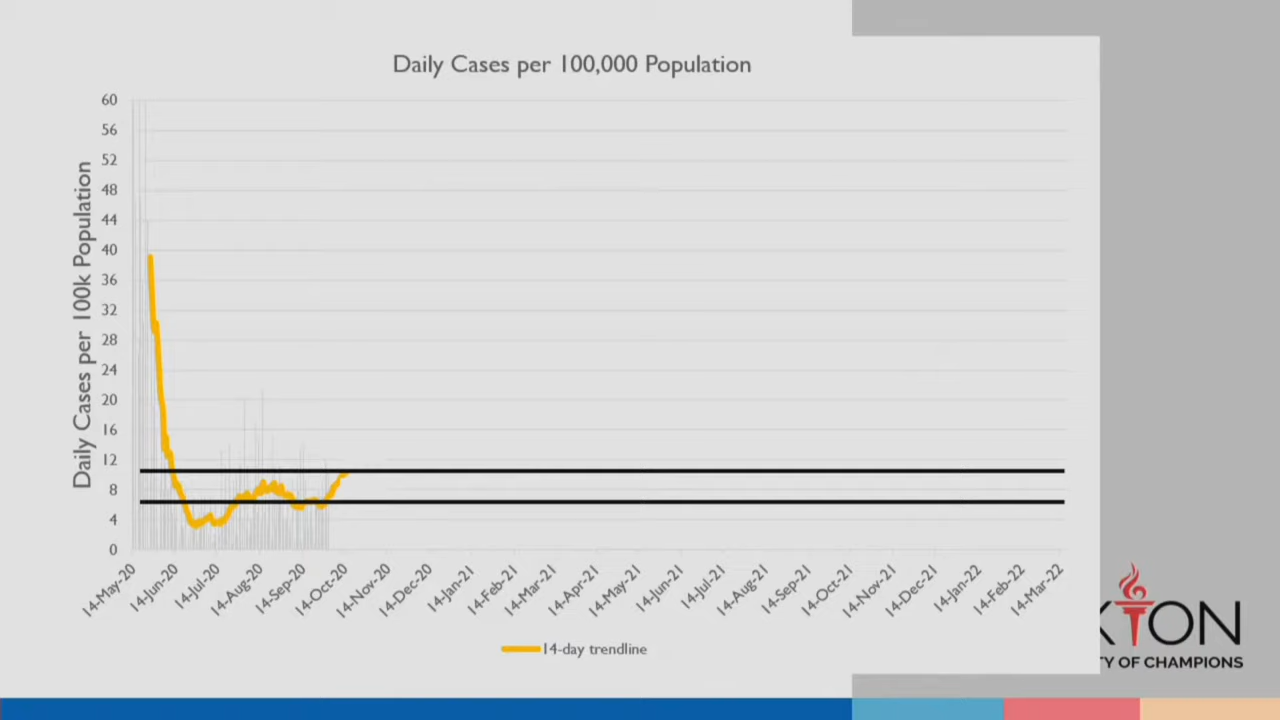 Daily Cases per 100,000 Population
Daily Cases per 100k Population
60
56
52
48
44
40
36
32
28
24
20
16
12
8
4
0
14-May-20
14-Jun-20
14-Jul-20
14-Aug-20
14-Sep-20
14-Oct-20
14-Nov-20
14-Dec-20
14-Jan-21
14-Feb-21
14-Mar-21
14-Apr-21
14-May-21
14-Jun-21
14-Jul-21
14-Aug-21
14-Sep-21
14-Oct-21
14-Nov-21
14-Dec-21
14-Jan-22
14-Feb-22
14-Mar-22
14-day trendline
KTON
TY OF CHAMPIONS